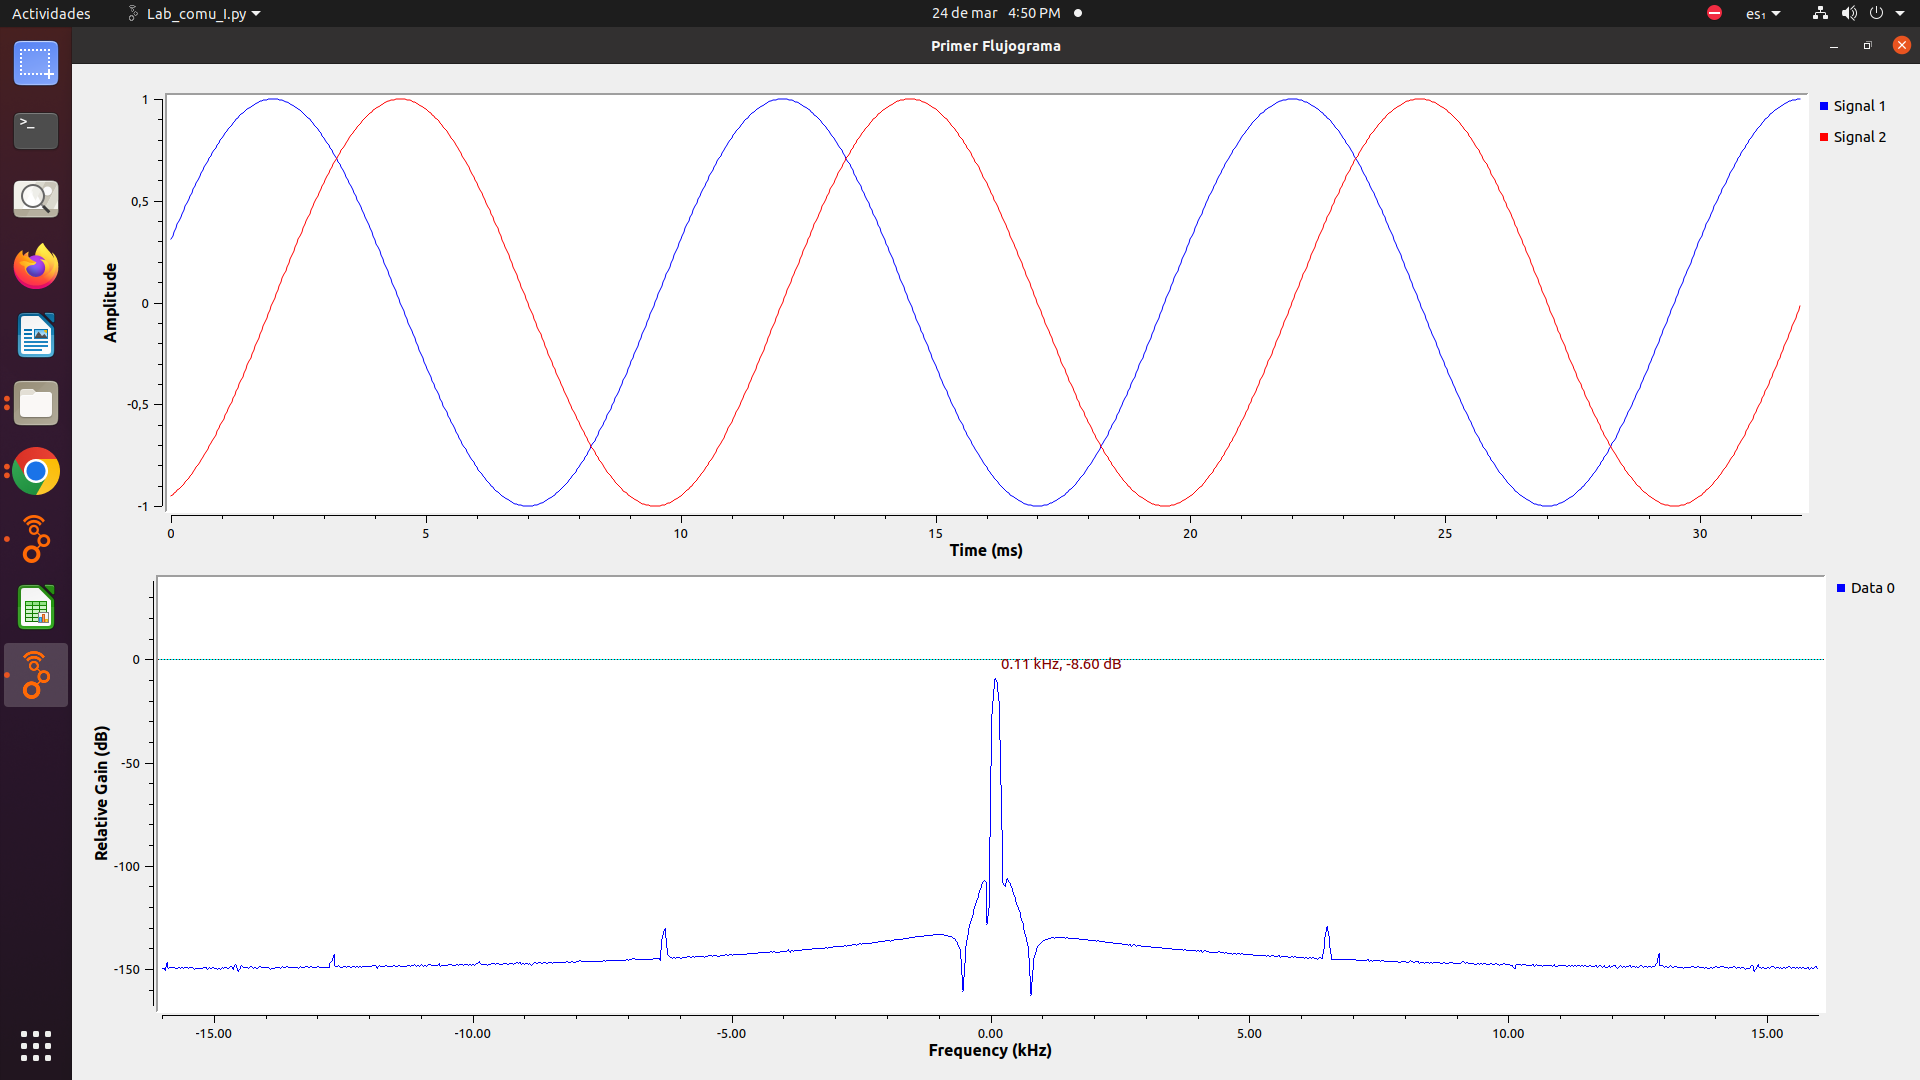 Actividades
Lab_comu_I.py
24 de mar 4:50 PM
es₁
Primer Flujograma
>_
1
0,5
0
-0,5
-1
Amplitude
0 5 10 15 20 25 30
Time (ms)
Signal 1
Signal 2
0
-50
-100
-150
Relative Gain (dB)
0.11 kHz, -8.60 dB
-15.00 -10.00 -5.00 0.00 5.00 10.00 15.00
Frequency (kHz)
Data 0